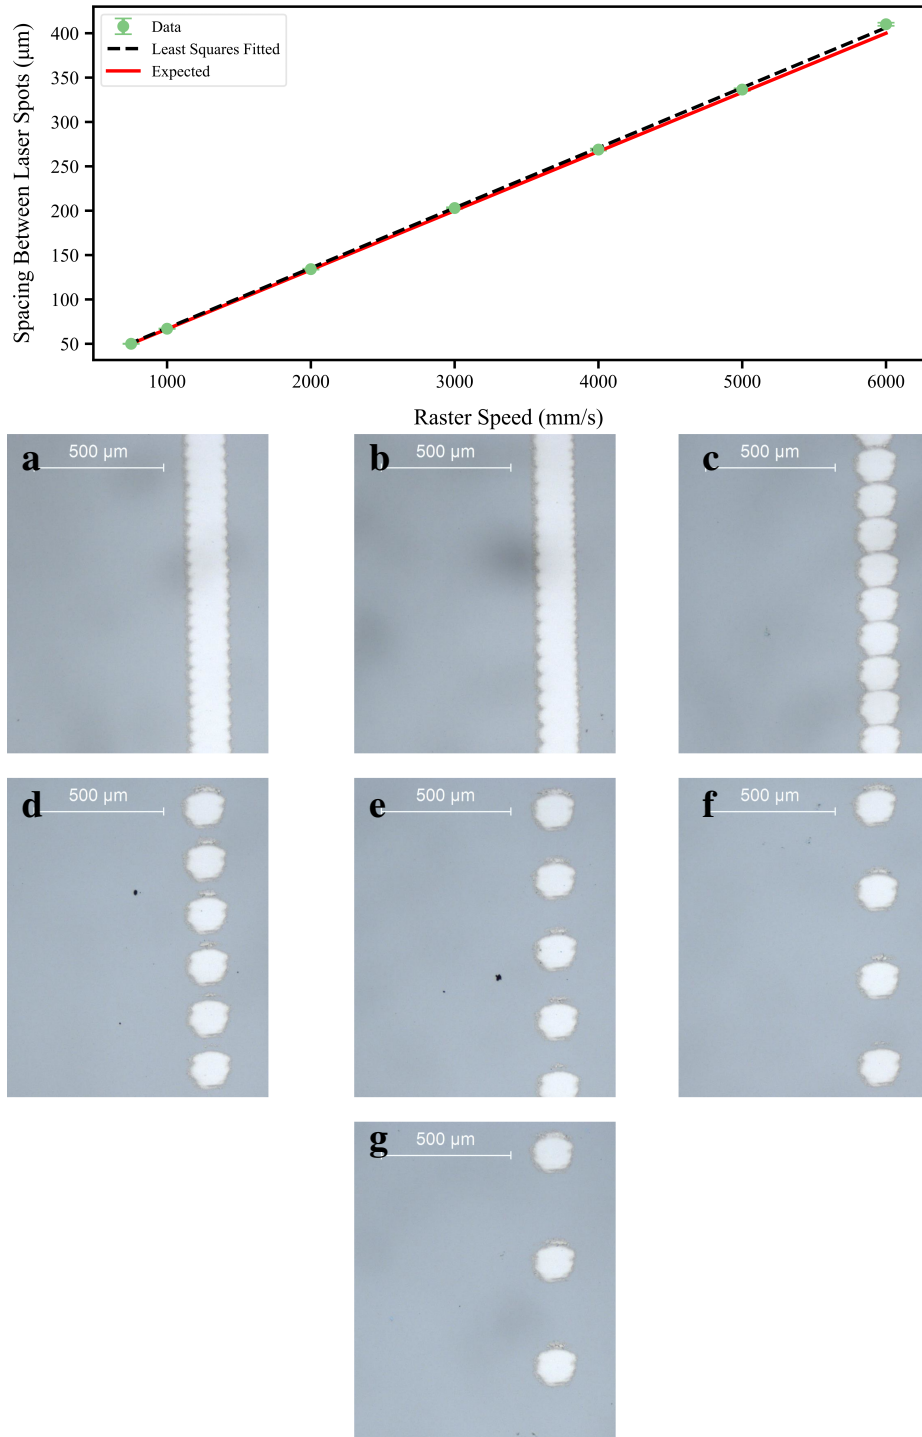 Spacing Between Laser Spots (μm)
400
350
300
250
200
150
100
50
Data
Least Squares Fitted
Expected
1000 2000 3000 4000 5000 6000
Raster Speed (mm/s)
a 500 µm
b 500 µm
c 500 µm
d 500 µm
e 500 µm
f 500 µm
g 500 µm